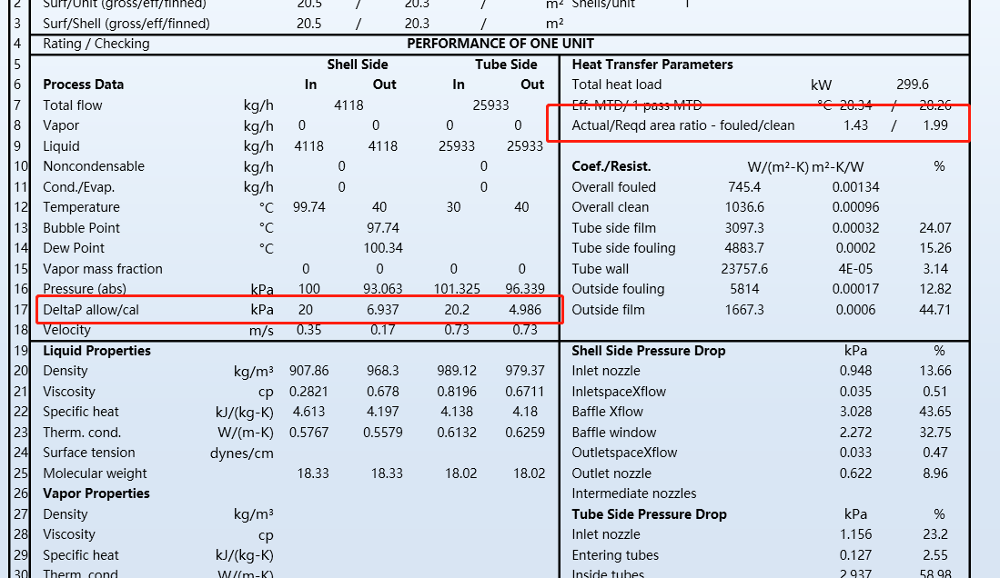 2 Surf/Unit (gross/eff/finned) 20.5 / 20.3 / m² Shells/unit 1
3 Surf/Shell (gross/eff/finned) 20.5 / 20.3 / m²
4 Rating / Checking PERFORMANCE OF ONE UNIT
5 Shell Side Tube Side Heat Transfer Parameters
6 Process Data In Out In Out Total heat load kW 299.6
7 Total flow kg/h 4118 25933 Eff. MTD/ 1 pass MTD °C 28.34 / 28.26
8 Vapor kg/h 0 0 0 0 Actual/Reqd area ratio - fouled/clean 1.43 / 1.99
9 Liquid kg/h 4118 4118 25933 25933
10 Noncondensable kg/h 0 0 Coef./Resist. W/(m²-K) m²-K/W %
11 Cond./Evap. kg/h 0 0 Overall fouled 745.4 0.00134
12 Temperature °C 99.74 40 30 40 Overall clean 1036.6 0.00096
13 Bubble Point °C 97.74 Tube side film 3097.3 0.00032 24.07
14 Dew Point °C 100.34 Tube side fouling 4883.7 0.0002 15.26
15 Vapor mass fraction 0 0 0 0 Tube wall 23757.6 4E-05 3.14
16 Pressure (abs) kPa 100 93.063 101.325 96.339 Outside fouling 5814 0.00017 12.82
17 DeltaP allow/cal kPa 20 6.937 20.2 4.986 Outside film 1667.3 0.0006 44.71
18 Velocity m/s 0.35 0.17 0.73 0.73
19 Liquid Properties Shell Side Pressure Drop kPa %
20 Density kg/m³ 907.86 968.3 989.12 979.37 Inlet nozzle 0.948 13.66
21 Viscosity cp 0.2821 0.678 0.8196 0.6711 InletspaceXflow 0.035 0.51
22 Specific heat kJ/(kg-K) 4.613 4.197 4.138 4.18 Baffle Xflow 3.028 43.65
23 Therm. cond. W/(m-K) 0.5767 0.5579 0.6132 0.6259 Baffle window 2.272 32.75
24 Surface tension dynes/cm OutletspaceXflow 0.033 0.47
25 Molecular weight 18.33 18.33 18.02 18.02 Outlet nozzle 0.622 8.96
26 Vapor Properties Intermediate nozzles
27 Density kg/m³ Tube Side Pressure Drop kPa %
28 Viscosity cp Inlet nozzle 1.156 23.2
29 Specific heat kJ/(kg-K) Entering tubes 0.127 2.55
30 Therm. cond. W/(m-K) Inside tubes 2.937 58.98